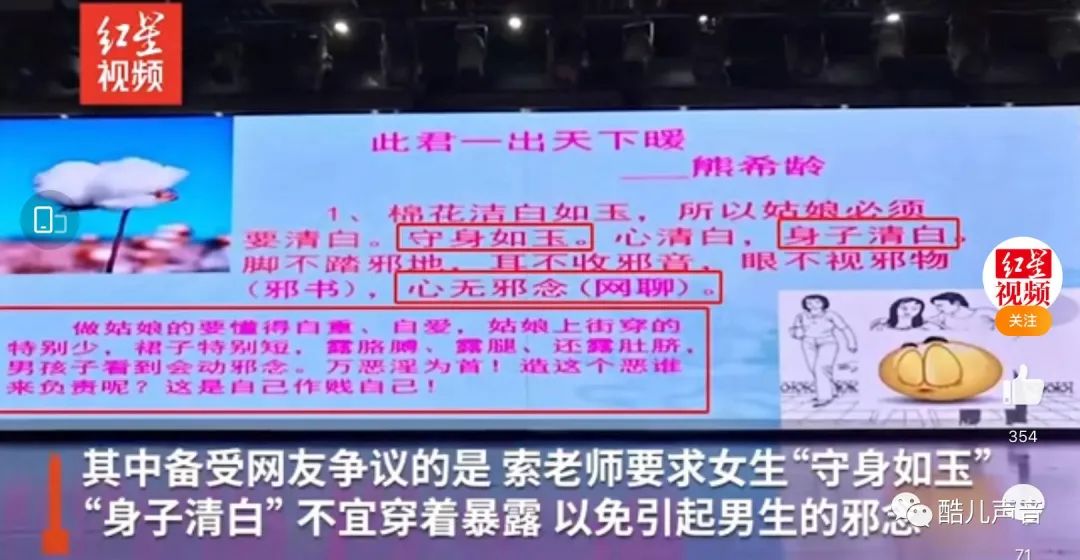 红星
视频
此君一出天下暖
___熊希龄
1、棉花洁白如玉，所以姑娘必须
要清白。守身如玉。心清白，身子清白，
脚不踏邪地，耳不收邪音，眼不视邪物
（邪书），心无邪念（网聊）。
做姑娘的要懂得自重、自爱，姑娘上街穿的
特别少，裙子特别短，露胳膊、露腿、还露肚脐，
男孩子看到会动邪念。万恶淫为首！造这个恶谁
来负责呢？这是自己作贱自己！
红星
视频
关注
354
其中备受网友争议的是 索老师要求女生“守身如玉”
“身子清白” 不宜穿着暴露 以免引起男生的邪念
酷儿声音
71